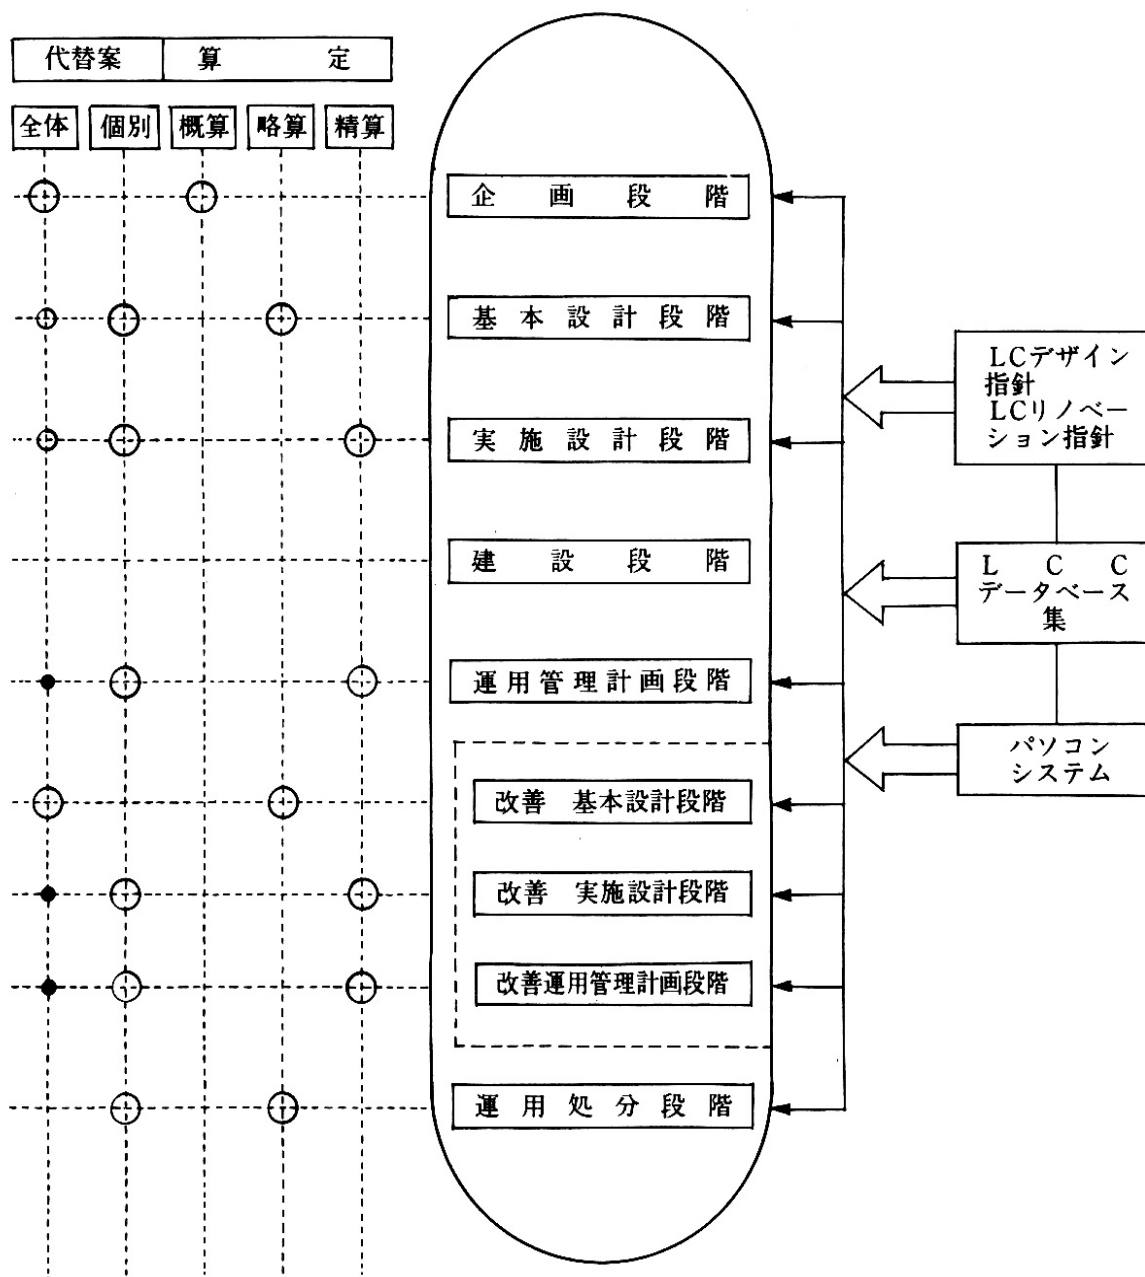 代替案 算定
全体 個別 概算 略算 精算
企画段階
基本設計段階
実施設計段階
建設段階
運用管理計画段階
改善 基本設計段階
改善 実施設計段階
改善運用管理計画段階
運用処分段階
LCデザイン
指針
LCリノベー
ション指針
LCC
データベース
集
パソコン
システム